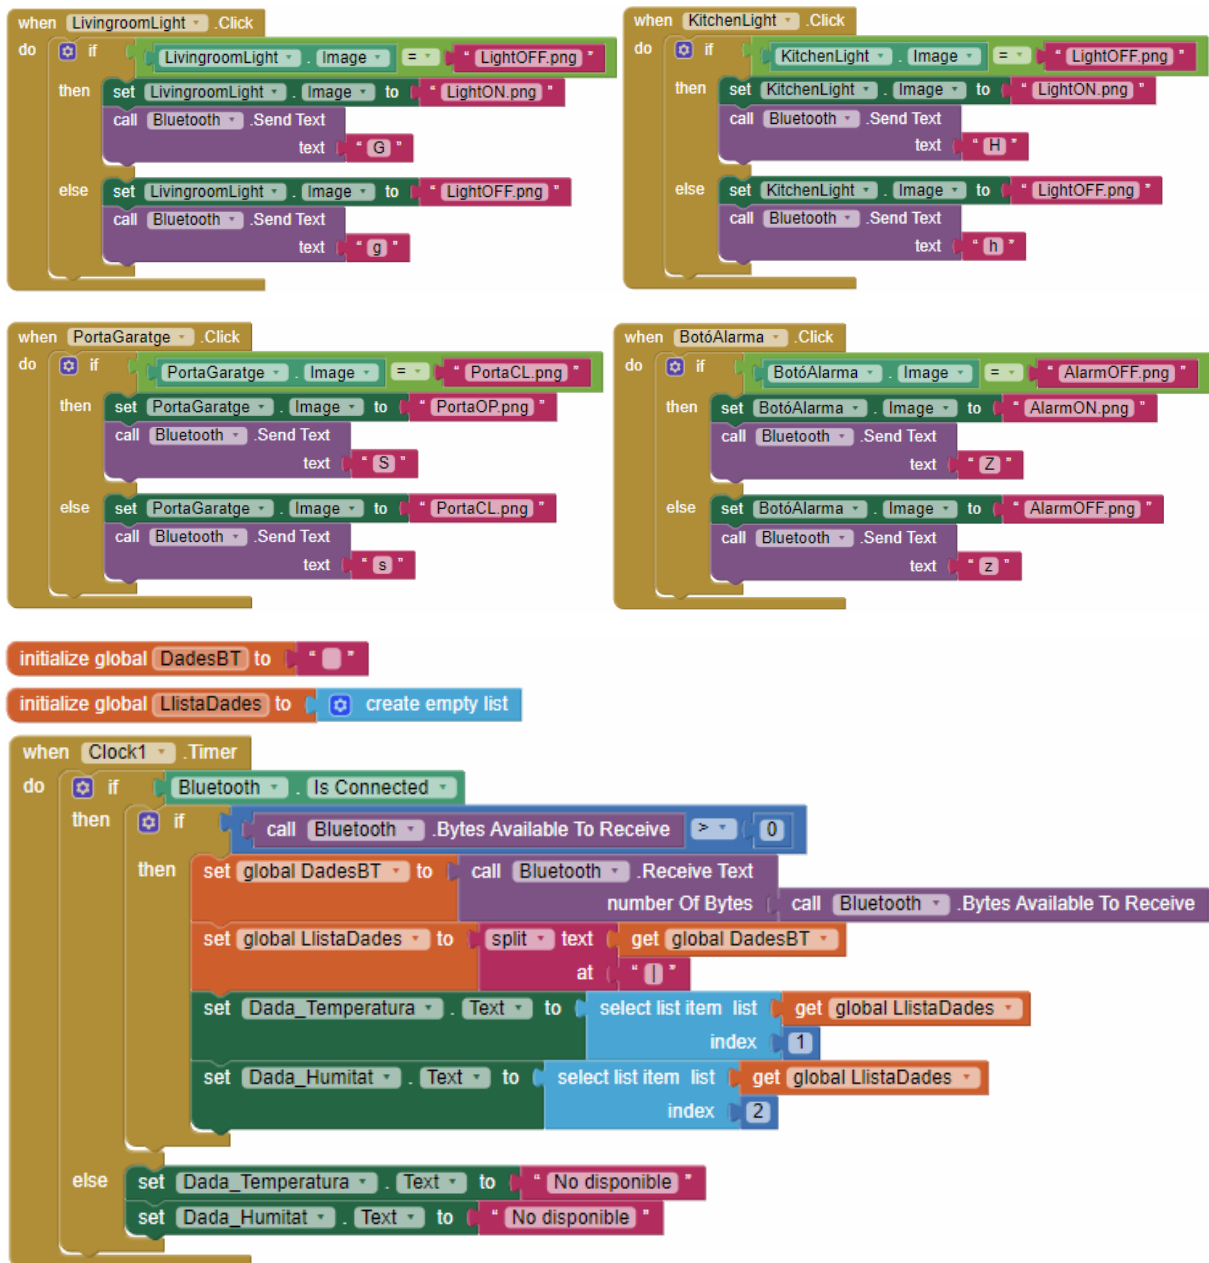 when LivingroomLight .Click
do if LivingroomLight . Image = " LightOFF.png "
then set LivingroomLight . Image to " LightON.png "
call Bluetooth .Send Text
text " G "
else set LivingroomLight . Image to " LightOFF.png "
call Bluetooth .Send Text
text " g "
when KitchenLight .Click
do if KitchenLight . Image = " LightOFF.png "
then set KitchenLight . Image to " LightON.png "
call Bluetooth .Send Text
text " H "
else set KitchenLight . Image to " LightOFF.png "
call Bluetooth .Send Text
text " h "
when PortaGaratge .Click
do if PortaGaratge . Image = " PortaCL.png "
then set PortaGaratge . Image to " PortaOP.png "
call Bluetooth .Send Text
text " S "
else set PortaGaratge . Image to " PortaCL.png "
call Bluetooth .Send Text
text " s "
when BotóAlarma .Click
do if BotóAlarma . Image = " AlarmOFF.png "
then set BotóAlarma . Image to " AlarmON.png "
call Bluetooth .Send Text
text " Z "
else set BotóAlarma . Image to " AlarmOFF.png "
call Bluetooth .Send Text
text " z "
initialize global DadesBT to " "
initialize global LlistaDades to create empty list
when Clock1 .Timer
do if Bluetooth . Is Connected
then if call Bluetooth .Bytes Available To Receive > 0
then set global DadesBT to call Bluetooth .Receive Text
number Of Bytes call Bluetooth .Bytes Available To Receive
set global LlistaDades to split text get global DadesBT
at " | "
set Dada_Temperatura . Text to select list item list get global LlistaDades
index 1
set Dada_Humitat . Text to select list item list get global LlistaDades
index 2
else set Dada_Temperatura . Text to " No disponible "
set Dada_Humitat . Text to " No disponible "